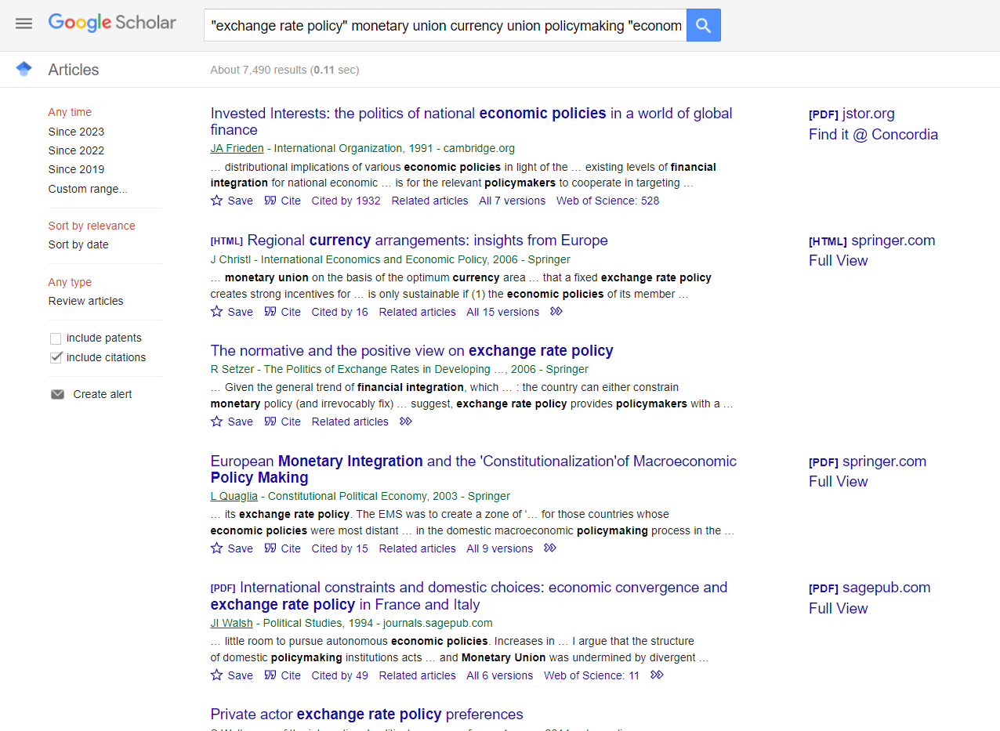 Google Scholar
"exchange rate policy" monetary union currency union policymaking "econom
Articles
About 7,490 results (0.11 sec)
Any time
Since 2023
Since 2022
Since 2019
Custom range...
Sort by relevance
Sort by date
Any type
Review articles
include patents
include citations
Create alert
Invested Interests: the politics of national economic policies in a world of global
finance
JA Frieden - International Organization, 1991 - cambridge.org
… distributional implications of various economic policies in light of the … existing levels of financial
integration for national economic … is for the relevant policymakers to cooperate in targeting …
Save Cite Cited by 1932 Related articles All 7 versions Web of Science: 528
[PDF] jstor.org
Find it @ Concordia
[HTML] Regional currency arrangements: insights from Europe
J Christl - International Economics and Economic Policy, 2006 - Springer
… monetary union on the basis of the optimum currency area … that a fixed exchange rate policy
creates strong incentives for … is only sustainable if (1) the economic policies of its member …
Save Cite Cited by 16 Related articles All 15 versions
[HTML] springer.com
Full View
The normative and the positive view on exchange rate policy
R Setzer - The Politics of Exchange Rates in Developing …, 2006 - Springer
… Given the general trend of financial integration, which … : the country can either constrain
monetary policy (and irrevocably fix) … suggest, exchange rate policy provides policymakers with a …
Save Cite Related articles
European Monetary Integration and the 'Constitutionalization'of Macroeconomic
Policy Making
L Quaglia - Constitutional Political Economy, 2003 - Springer
… its exchange rate policy. The EMS was to create a zone of ‘… for those countries whose
economic policies were most distant … in the domestic macroeconomic policymaking process in the …
Save Cite Cited by 15 Related articles All 9 versions
[PDF] springer.com
Full View
[PDF] International constraints and domestic choices: economic convergence and
exchange rate policy in France and Italy
JI Walsh - Political Studies, 1994 - journals.sagepub.com
… little room to pursue autonomous economic policies. Increases in … I argue that the structure
of domestic policymaking institutions acts … and Monetary Union was undermined by divergent …
Save Cite Cited by 49 Related articles All 6 versions Web of Science: 11
[PDF] sagepub.com
Full View
Private actor exchange rate policy preferences